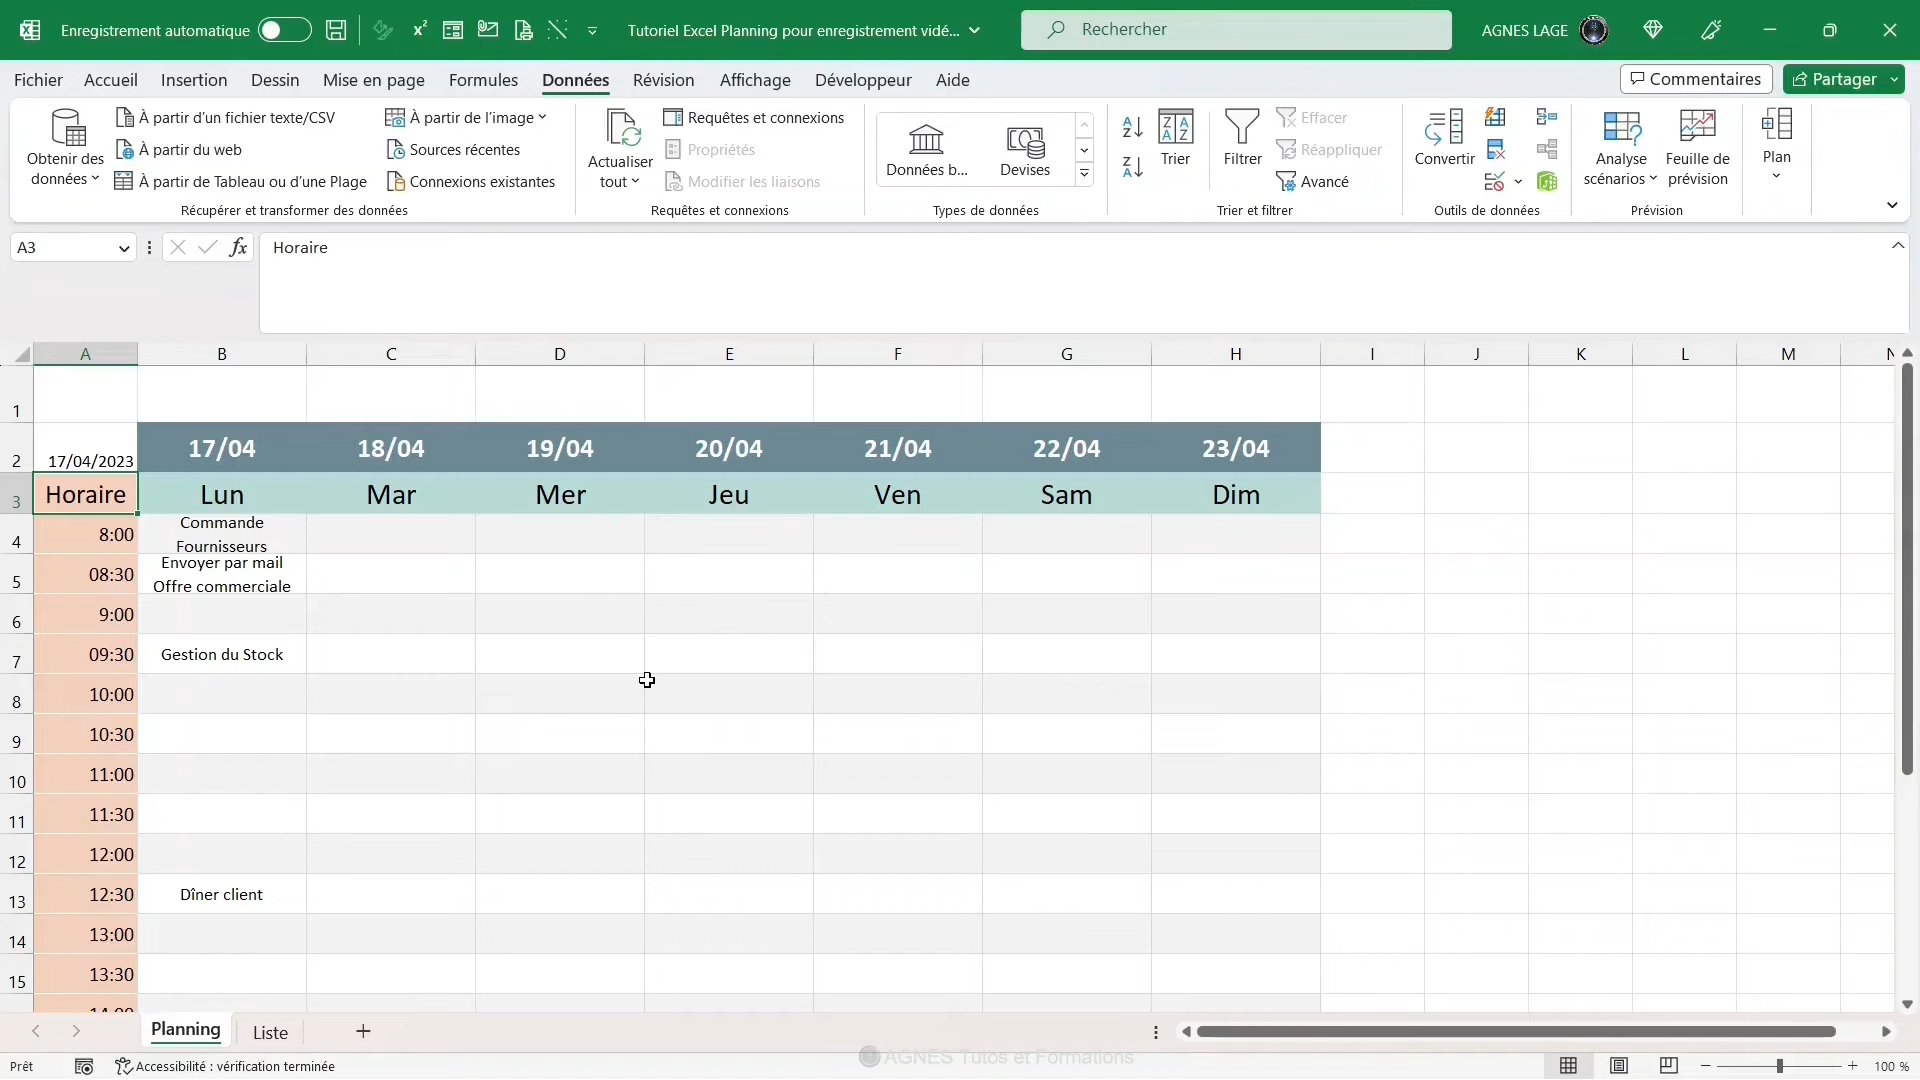 Enregistrement automatique
Tutoriel Excel Planning pour enregistrement vidé...
Rechercher
AGNES LAGE
Fichier Accueil Insertion Dessin Mise en page Formules Données Révision Affichage Développeur Aide
Commentaires
Partager
Obtenir des données
À partir d'un fichier texte/CSV
À partir du web
À partir de Tableau ou d'une Plage
À partir de l'image
Sources récentes
Connexions existantes
Récupérer et transformer des données
Actualiser tout
Requêtes et connexions
Propriétés
Modifier les liaisons
Requêtes et connexions
Données b...
Devises
Types de données
Trier
Filtrer
Effacer
Réappliquer
Avancé
Trier et filtrer
Convertir
Outils de données
Analyse scénarios
Feuille de prévision
Prévision
Plan
A3
fx
Horaire
A B C D E F G H I J K L M N
1
2 17/04/2023 17/04 18/04 19/04 20/04 21/04 22/04 23/04
3 Horaire Lun Mar Mer Jeu Ven Sam Dim
4 8:00 Commande Fournisseurs
5 08:30 Envoyer par mail Offre commerciale
6 9:00
7 09:30 Gestion du Stock
8 10:00
9 10:30
10 11:00
11 11:30
12 12:00
13 12:30 Dîner client
14 13:00
15 13:30
14:00
Planning
Liste
Prêt
Accessibilité : vérification terminée
AGNES Tutos et Formations
100 %